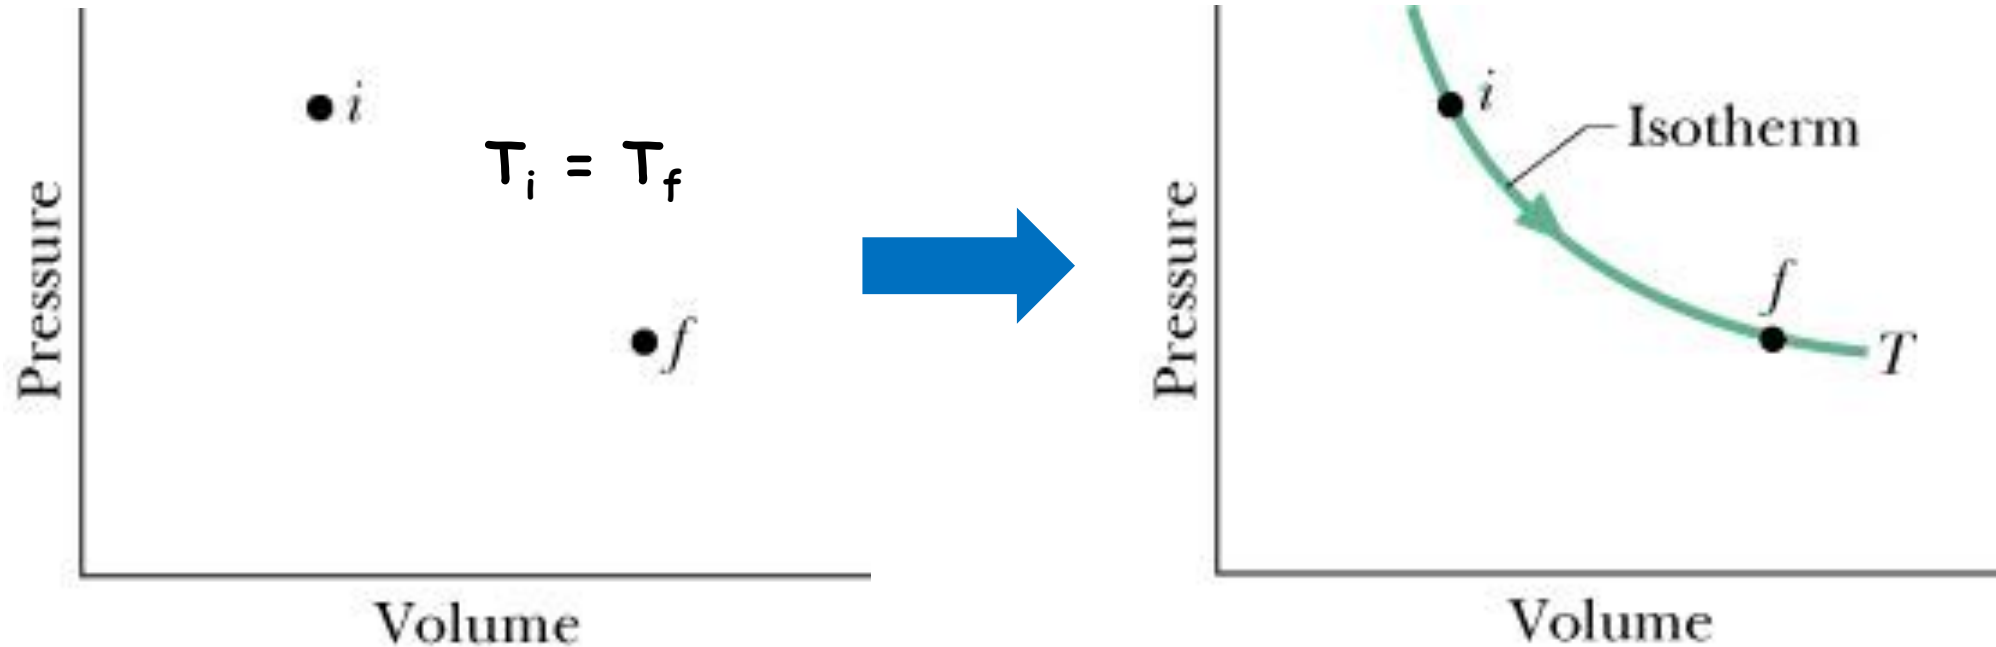 i
T_i = T_f
f
Pressure
Volume
i
Isotherm
f
T
Pressure
Volume